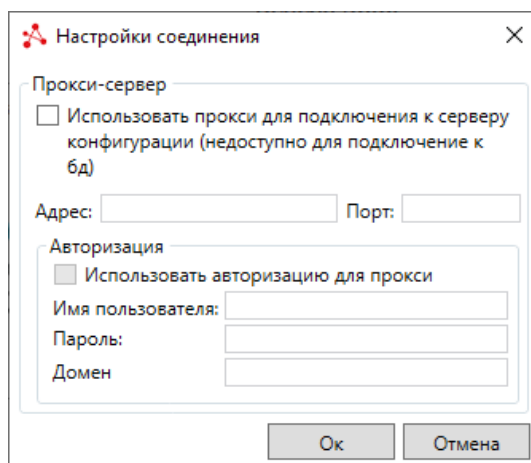 Настройки соединения
Прокси-сервер
Использовать прокси для подключения к серверу
конфигурации (недоступно для подключение к
бд)
Адрес: Порт:
Авторизация
Использовать авторизацию для прокси
Имя пользователя:
Пароль:
Домен
Ок Отмена